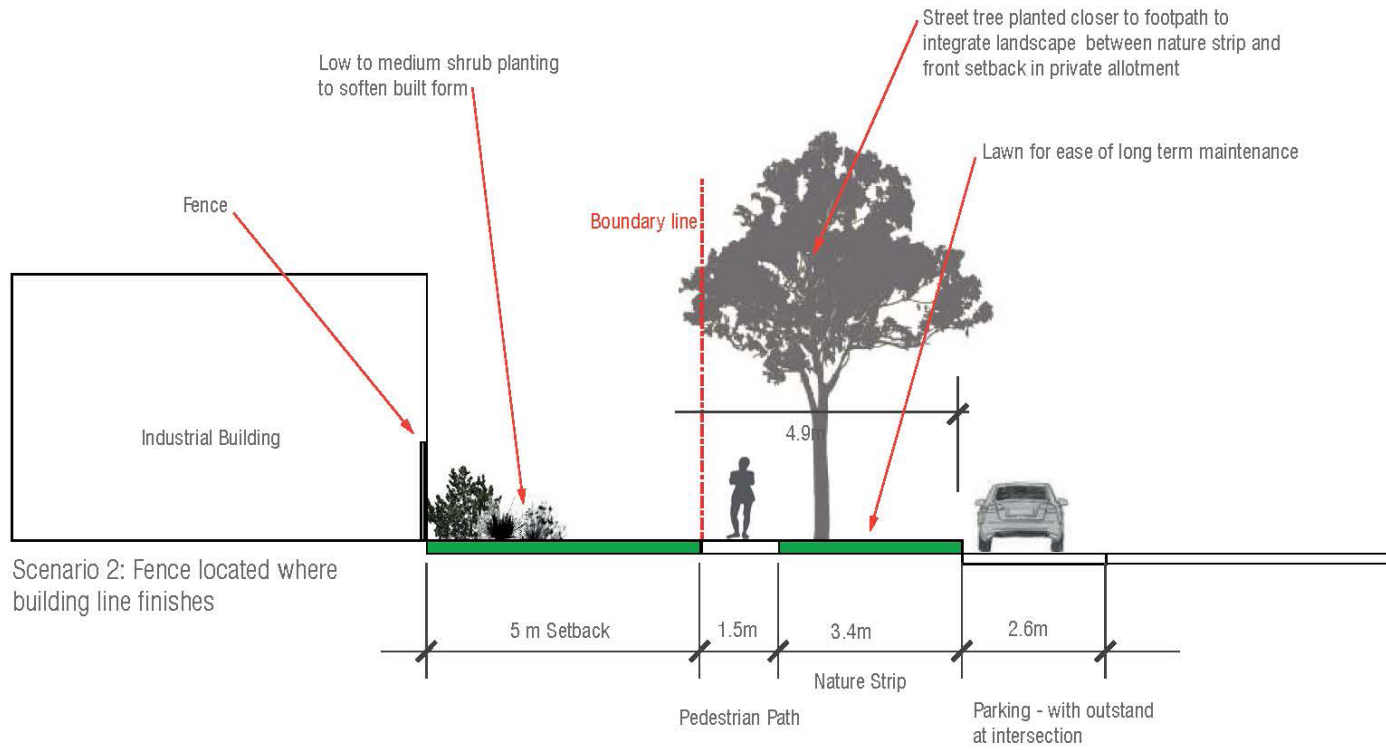 Street tree planted closer to footpath to
integrate landscape between nature strip and
front setback in private allotment
Low to medium shrub planting
to soften built form
Lawn for ease of long term maintenance
Fence
Boundary line
4.9m
Industrial Building
Scenario 2: Fence located where
building line finishes
5 m Setback
1.5m
3.4m
2.6m
Nature Strip
Pedestrian Path
Parking - with outstand
at intersection